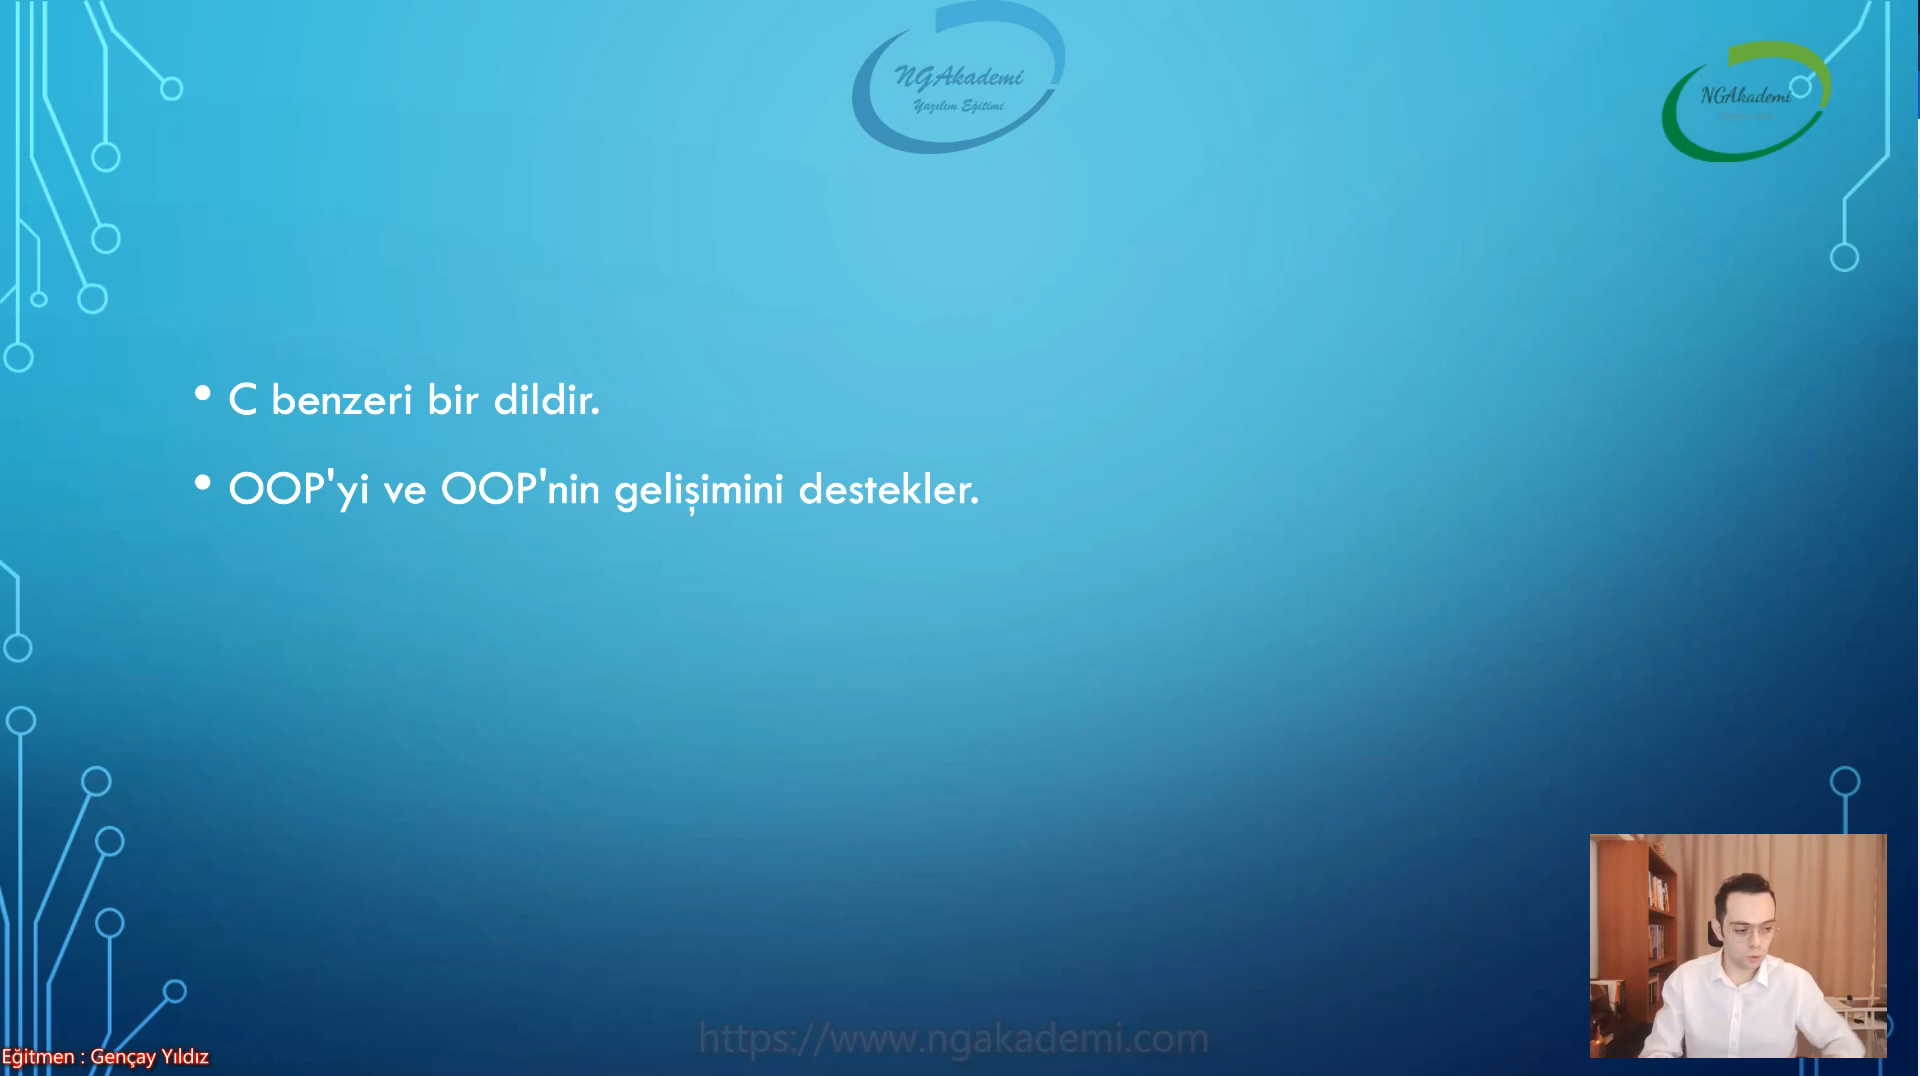 NGAkademi
Yazılım Eğitimi
NGAkademi
• C benzeri bir dildir.
• OOP'yi ve OOP'nin gelişimini destekler.
https://www.ngakademi.com
Eğitmen : Gençay Yıldız